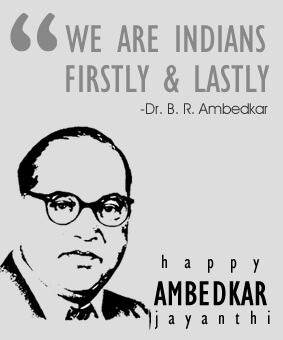 “ WE ARE INDIANS
FIRSTLY & LASTLY
-Dr. B. R. Ambedkar
happy
AMBEDKAR
jayanthi